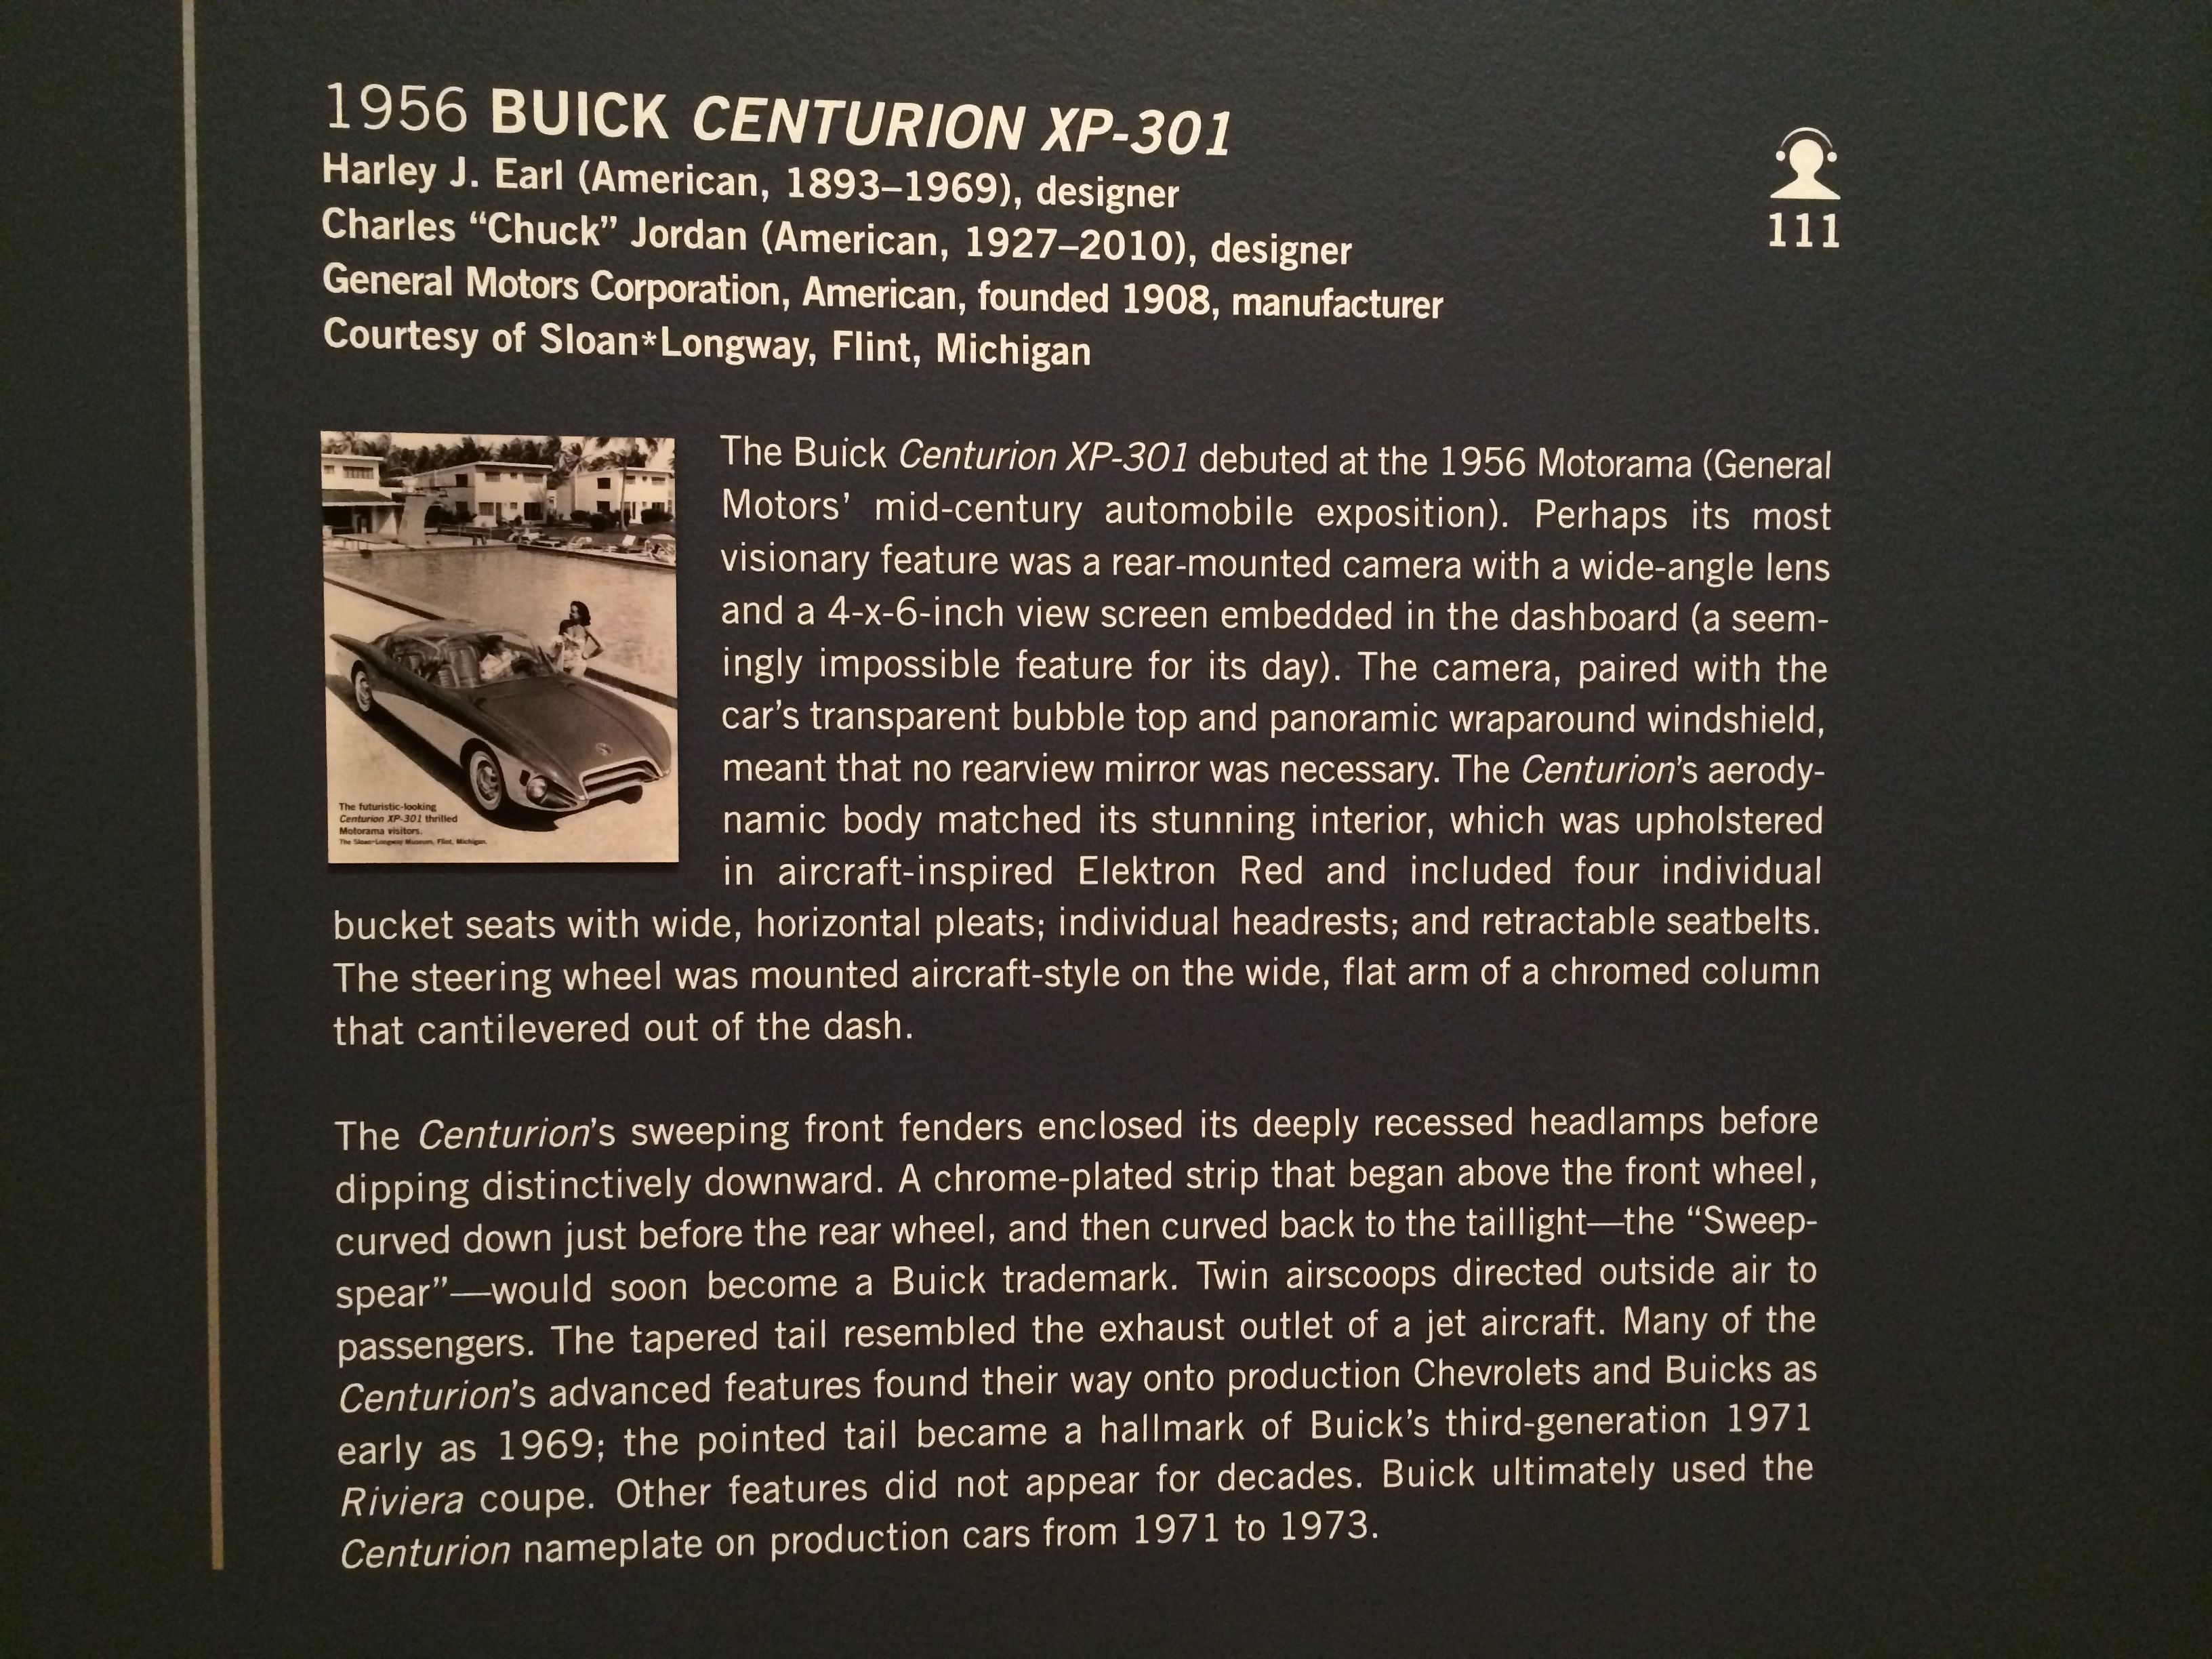 1956 BUICK CENTURION XP-301
Harley J. Earl (American, 1893–1969), designer
Charles “Chuck” Jordan (American, 1927–2010), designer
General Motors Corporation, American, founded 1908, manufacturer
Courtesy of Sloan*Longway, Flint, Michigan
111
The Buick Centurion XP-301 debuted at the 1956 Motorama (General
Motors’ mid-century automobile exposition). Perhaps its most
visionary feature was a rear-mounted camera with a wide-angle lens
and a 4-x-6-inch view screen embedded in the dashboard (a seem-
ingly impossible feature for its day). The camera, paired with the
car’s transparent bubble top and panoramic wraparound windshield,
meant that no rearview mirror was necessary. The Centurion’s aerody-
namic body matched its stunning interior, which was upholstered
in aircraft-inspired Elektron Red and included four individual
bucket seats with wide, horizontal pleats; individual headrests; and retractable seatbelts.
The steering wheel was mounted aircraft-style on the wide, flat arm of a chromed column
that cantilevered out of the dash.
The futuristic-looking
Centurion XP-301 thrilled
Motorama visitors.
The Sloan*Longway Museum, Flint, Michigan.
The Centurion’s sweeping front fenders enclosed its deeply recessed headlamps before
dipping distinctively downward. A chrome-plated strip that began above the front wheel,
curved down just before the rear wheel, and then curved back to the taillight—the “Sweep-
spear”—would soon become a Buick trademark. Twin airscoops directed outside air to
passengers. The tapered tail resembled the exhaust outlet of a jet aircraft. Many of the
Centurion’s advanced features found their way onto production Chevrolets and Buicks as
early as 1969; the pointed tail became a hallmark of Buick’s third-generation 1971
Riviera coupe. Other features did not appear for decades. Buick ultimately used the
Centurion nameplate on production cars from 1971 to 1973.